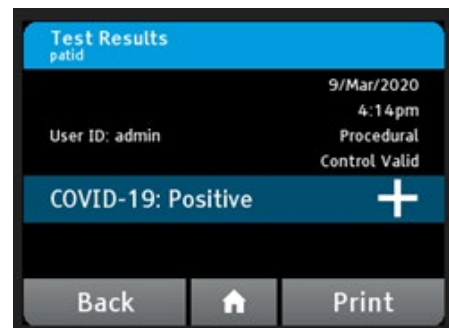 Test Results
patid
9/Mar/2020
4:14pm
User ID: admin
Procedural
Control Valid
COVID-19: Positive
Back
Print